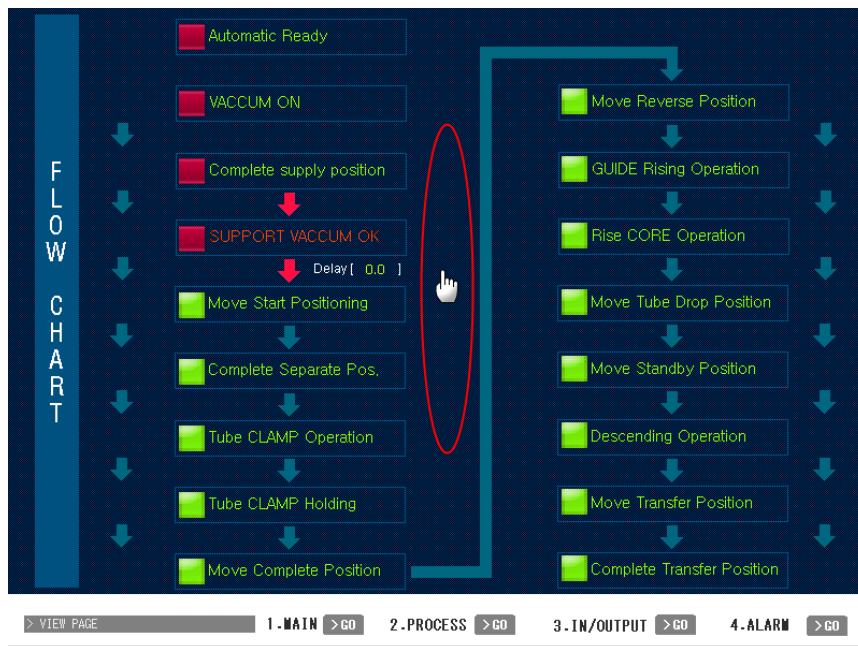 FLOW CHART
Automatic Ready
VACCUM ON
Complete supply position
SUPPORT VACCUM OK
Delay [ 0.0 ]
Move Start Positioning
Complete Separate Pos.
Tube CLAMP Operation
Tube CLAMP Holding
Move Complete Position
Move Reverse Position
GUIDE Rising Operation
Rise CORE Operation
Move Tube Drop Position
Move Standby Position
Descending Operation
Move Transfer Position
Complete Transfer Position
> VIEW PAGE 1.MAIN >GO 2.PROCESS >GO 3.IN/OUTPUT >GO 4.ALARM >GO